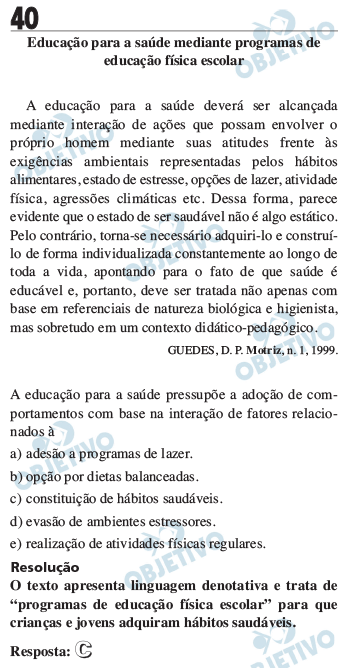 40
Educação para a saúde mediante programas de
educação física escolar
A educação para a saúde deverá ser alcançada
mediante interação de ações que possam envolver o
próprio homem mediante suas atitudes frente às
exigências ambientais representadas pelos hábitos
alimentares, estado de estresse, opções de lazer, atividade
física, agressões climáticas etc. Dessa forma, parece
evidente que o estado de ser saudável não é algo estático.
Pelo contrário, torna-se necessário adquiri-lo e construí-
lo de forma individualizada constantemente ao longo de
toda a vida, apontando para o fato de que saúde é
educável e, portanto, deve ser tratada não apenas com
base em referenciais de natureza biológica e higienista,
mas sobretudo em um contexto didático-pedagógico.
GUEDES, D. P. Motriz, n. 1, 1999.
A educação para a saúde pressupõe a adoção de com-
portamentos com base na interação de fatores relacio-
nados à
a) adesão a programas de lazer.
b) opção por dietas balanceadas.
c) constituição de hábitos saudáveis.
d) evasão de ambientes estressores.
e) realização de atividades físicas regulares.
Resolução
O texto apresenta linguagem denotativa e trata de
“programas de educação física escolar” para que
crianças e jovens adquiram hábitos saudáveis.
Resposta: C